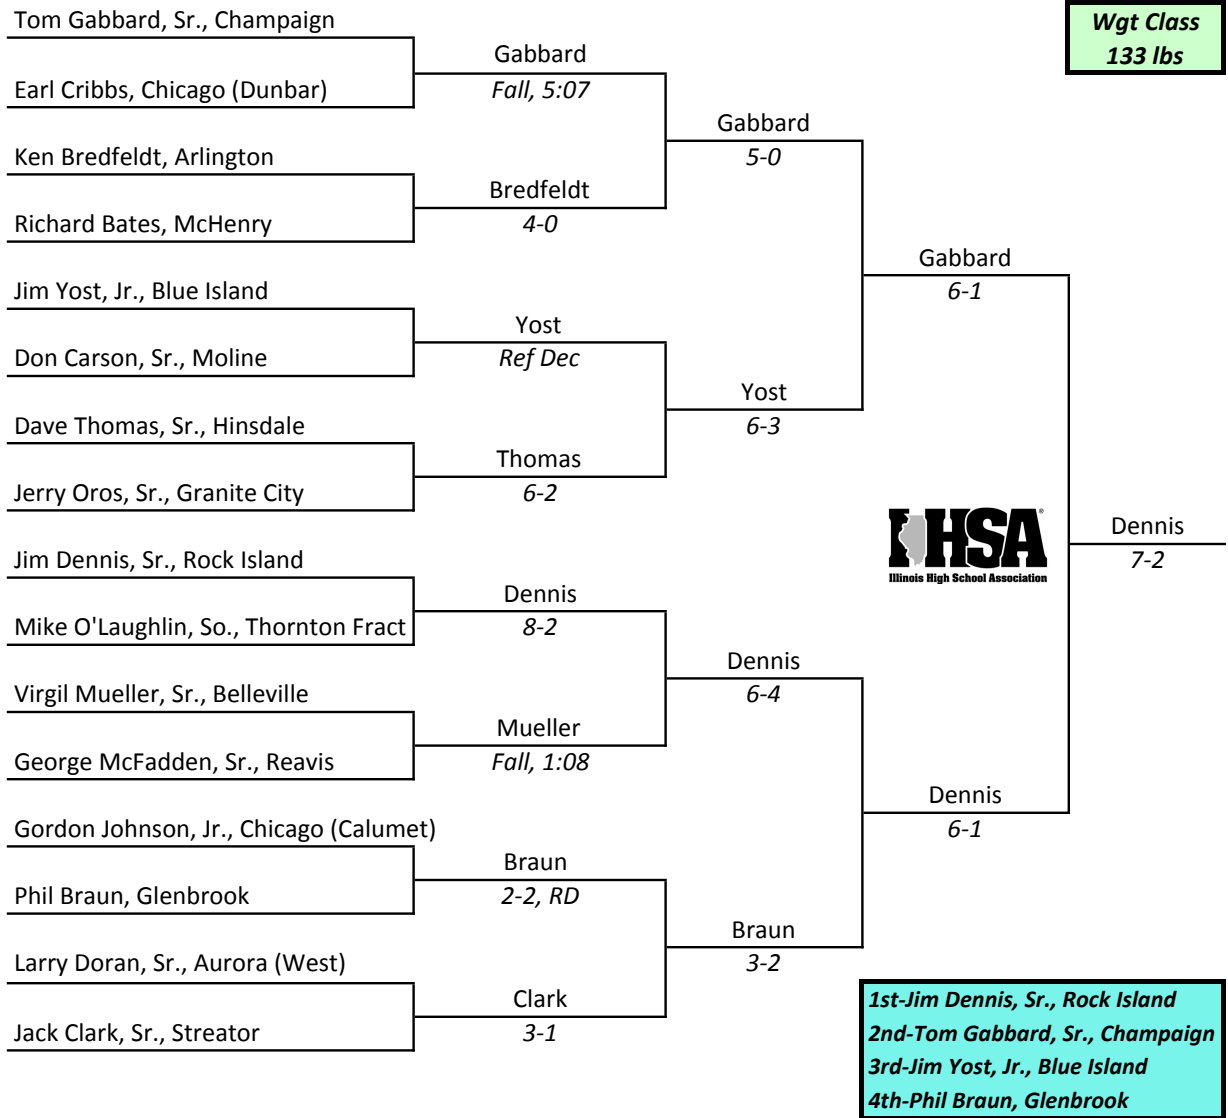 Tom Gabbard, Sr., Champaign
Wgt Class
133 lbs
Gabbard
Fall, 5:07
Earl Cribbs, Chicago (Dunbar)
Gabbard
5-0
Ken Bredfeldt, Arlington
Bredfeldt
4-0
Richard Bates, McHenry
Gabbard
6-1
Jim Yost, Jr., Blue Island
Yost
Ref Dec
Don Carson, Sr., Moline
Yost
6-3
Dave Thomas, Sr., Hinsdale
Thomas
6-2
Jerry Oros, Sr., Granite City
IHSA®
Illinois High School Association
Dennis
7-2
Jim Dennis, Sr., Rock Island
Dennis
8-2
Mike O'Laughlin, So., Thornton Fract
Dennis
6-4
Virgil Mueller, Sr., Belleville
Mueller
Fall, 1:08
George McFadden, Sr., Reavis
Dennis
6-1
Gordon Johnson, Jr., Chicago (Calumet)
Braun
2-2, RD
Phil Braun, Glenbrook
Braun
3-2
Larry Doran, Sr., Aurora (West)
Clark
3-1
Jack Clark, Sr., Streator
1st-Jim Dennis, Sr., Rock Island
2nd-Tom Gabbard, Sr., Champaign
3rd-Jim Yost, Jr., Blue Island
4th-Phil Braun, Glenbrook